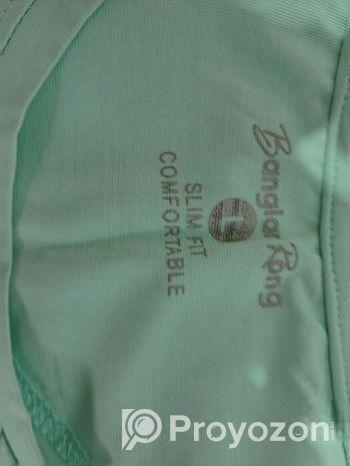 Banglar Rong
L
SLIM FIT
COMFORTABLE
Proyozon